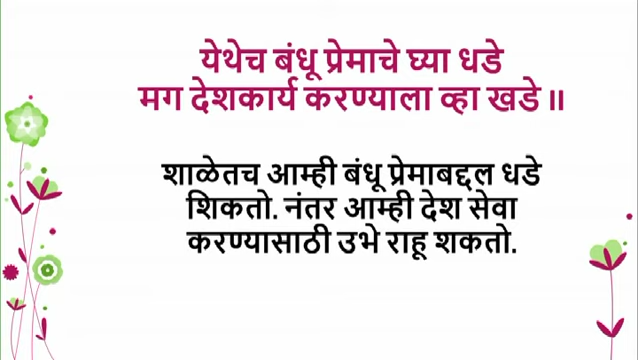 येथेच बंधू प्रेमाचे घ्या धडे
मग देशकार्य करण्याला व्हा खडे ॥
शाळेतच आम्ही बंधू प्रेमाबद्दल धडे
शिकतो. नंतर आम्ही देश सेवा
करण्यासाठी उभे राहू शकतो.